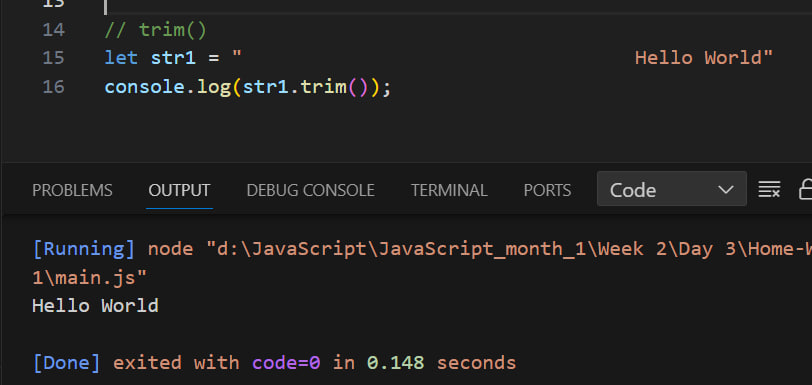 13
14 // trim()
15 let str1 = "                                  Hello World"
16 console.log(str1.trim());
PROBLEMS OUTPUT DEBUG CONSOLE TERMINAL PORTS Code
[Running] node "d:\JavaScript\JavaScript_month_1\Week 2\Day 3\Home-W
1\main.js"
Hello World
[Done] exited with code=0 in 0.148 seconds